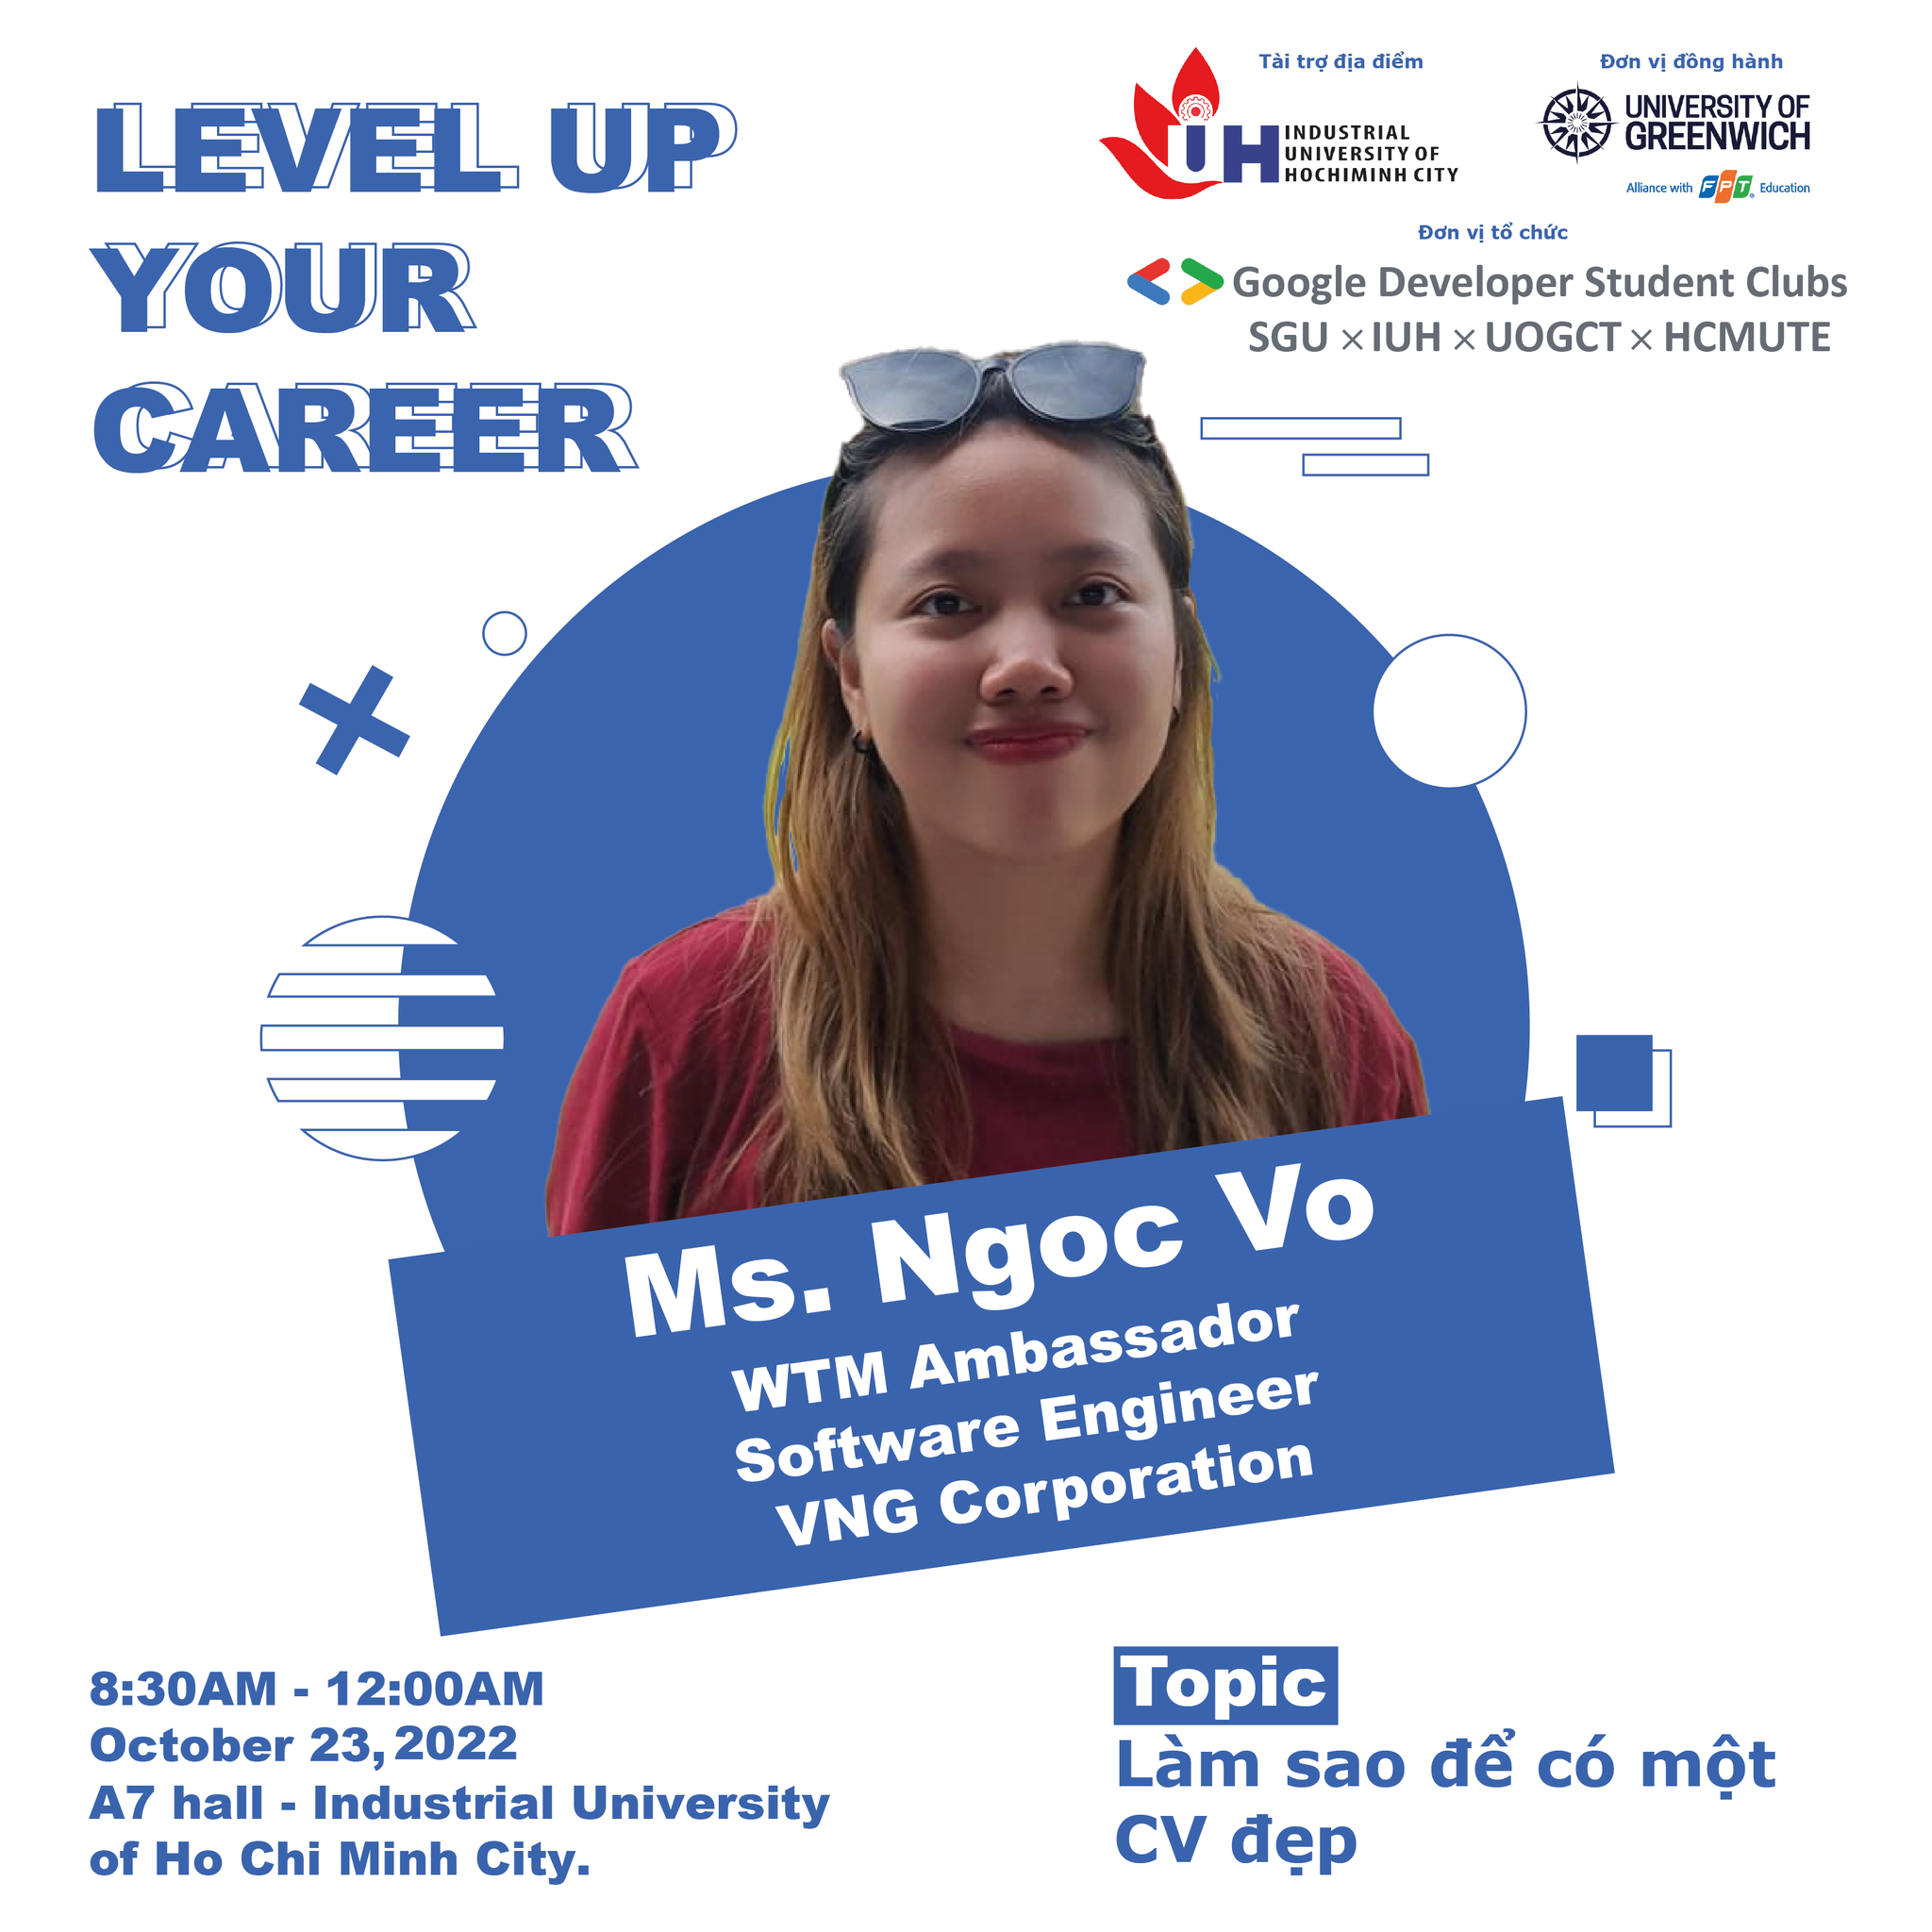 LEVEL UP
YOUR
CAREER
Tài trợ địa điểm
IUH
INDUSTRIAL
UNIVERSITY OF
HOCHIMINH CITY
Đơn vị đồng hành
UNIVERSITY OF
GREENWICH
Alliance with FPT Education
Đơn vị tổ chức
Google Developer Student Clubs
SGU × IUH × UOGCT × HCMUTE
Ms. Ngoc Vo
WTM Ambassador
Software Engineer
VNG Corporation
8:30AM - 12:00AM
October 23, 2022
A7 hall - Industrial University
of Ho Chi Minh City.
Topic
Làm sao để có một
CV đẹp